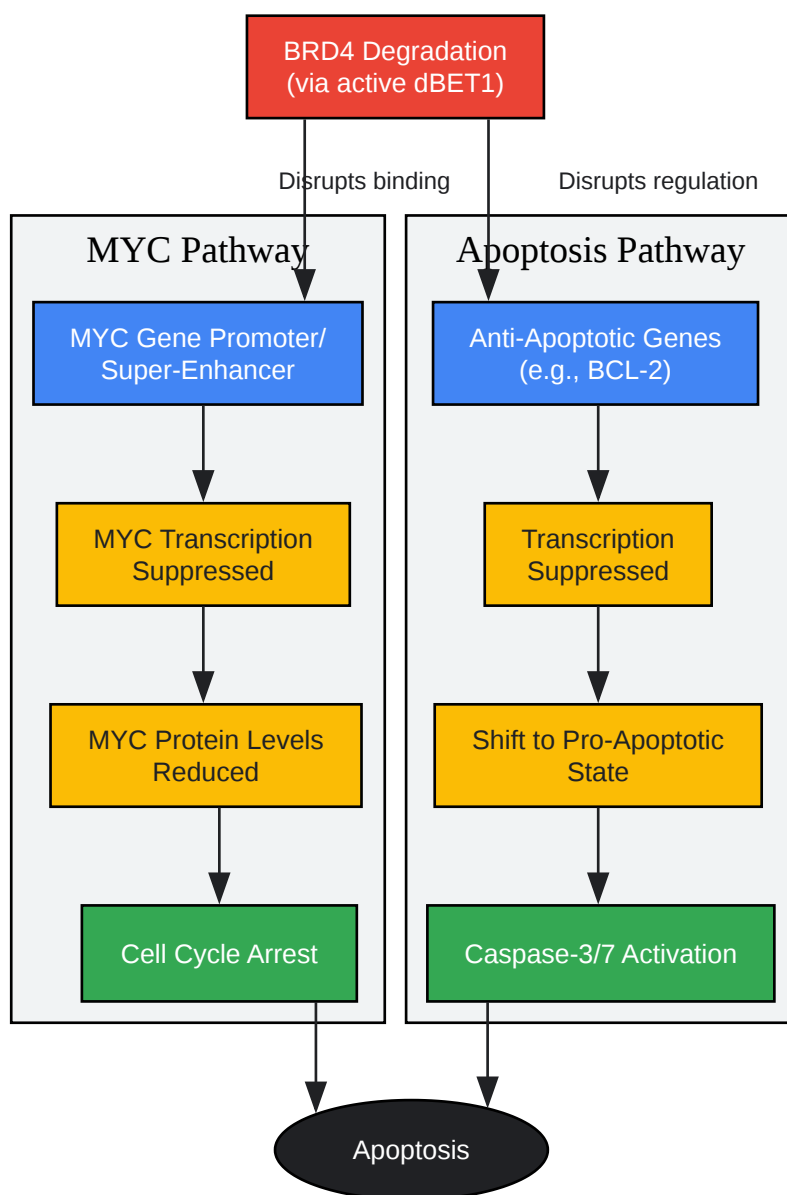 BRD4 Degradation
(via active dBET1)
Disrupts binding
Disrupts regulation
MYC Pathway
MYC Gene Promoter/
Super-Enhancer
MYC Transcription
Suppressed
MYC Protein Levels
Reduced
Cell Cycle Arrest
Apoptosis Pathway
Anti-Apoptotic Genes
(e.g., BCL-2)
Transcription
Suppressed
Shift to Pro-Apoptotic
State
Caspase-3/7 Activation
Apoptosis